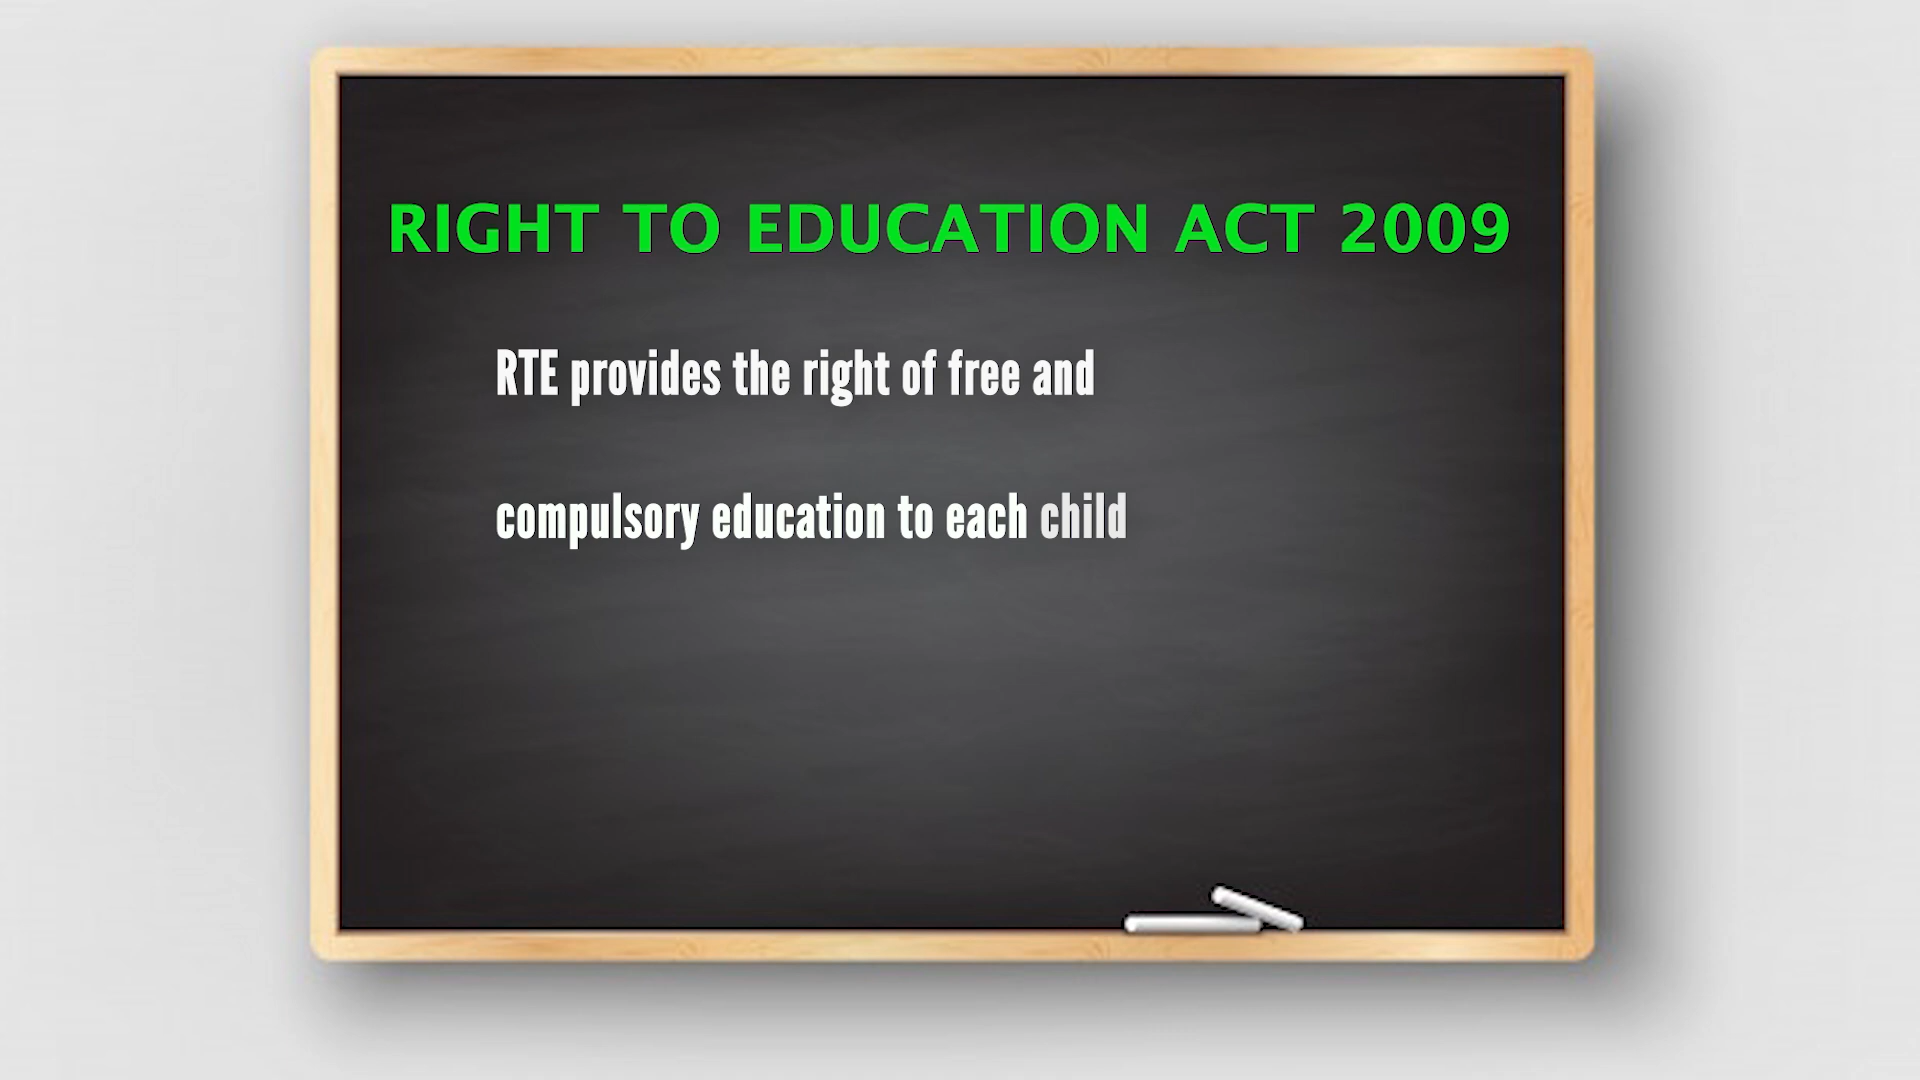 RIGHT TO EDUCATION ACT 2009
RTE provides the right of free and
compulsory education to each child